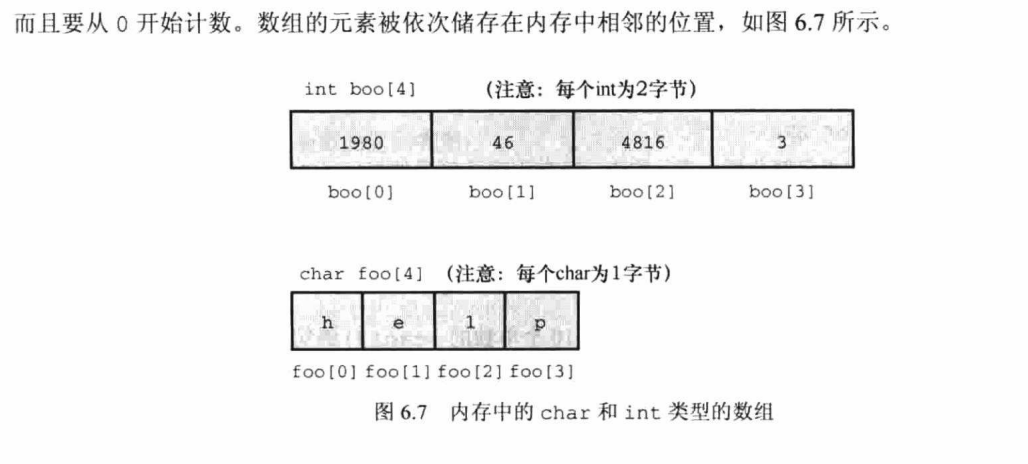 而且要从 0 开始计数。数组的元素被依次储存在内存中相邻的位置，如图 6.7 所示。
int boo[4] （注意：每个int为2字节）
1980 46 4816 3
boo[0] boo[1] boo[2] boo[3]
char foo[4] （注意：每个char为1字节）
h e l p
foo[0] foo[1] foo[2] foo[3]
图 6.7 内存中的 char 和 int 类型的数组